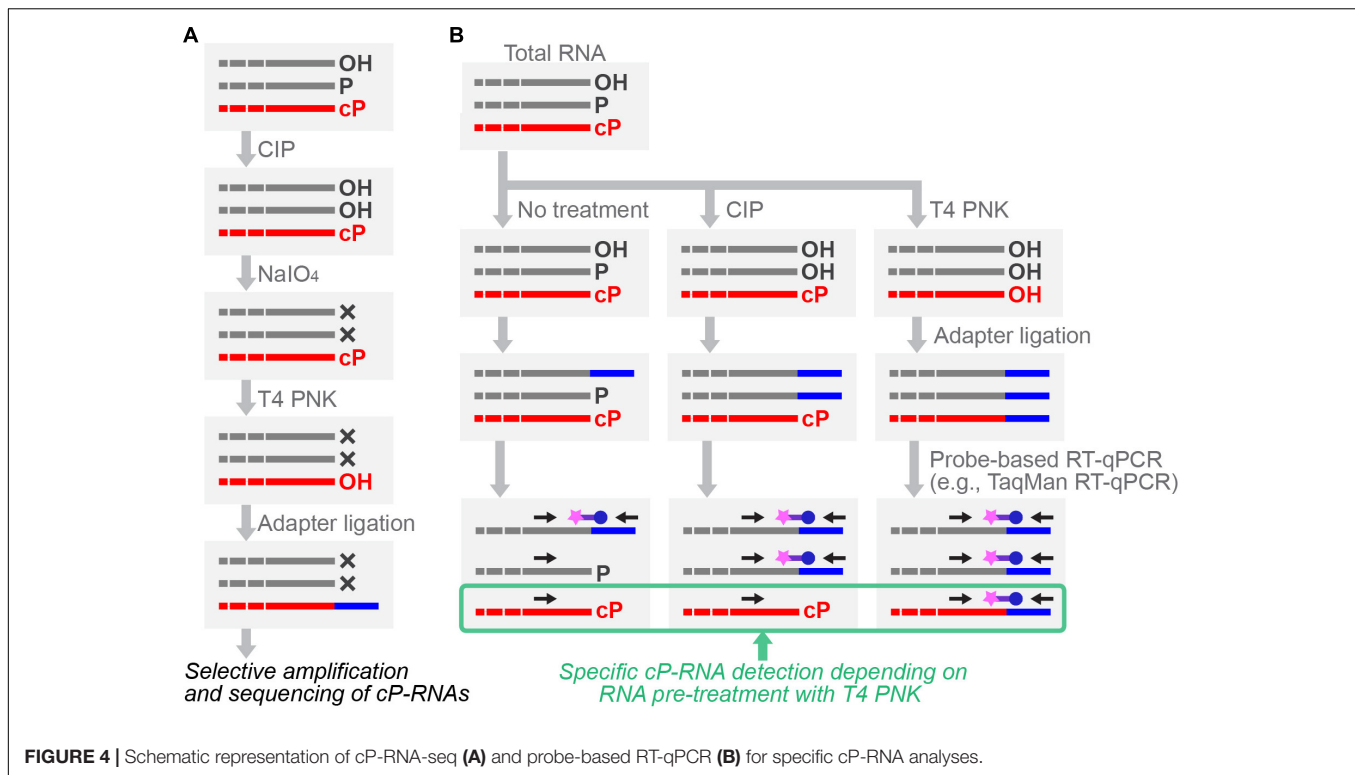 A
OH
P
cP
CIP
OH
OH
cP
NaIO4
×
×
cP
T4 PNK
×
×
OH
Adapter ligation
×
×
Selective amplification
and sequencing of cP-RNAs
B
Total RNA
OH
P
cP
No treatment
CIP
T4 PNK
OH
P
cP
OH
OH
cP
OH
OH
OH
Adapter ligation
P
cP
cP
Probe-based RT-qPCR
(e.g., TaqMan RT-qPCR)
P
cP
cP
Specific cP-RNA detection depending on
RNA pre-treatment with T4 PNK
FIGURE 4 | Schematic representation of cP-RNA-seq (A) and probe-based RT-qPCR (B) for specific cP-RNA analyses.